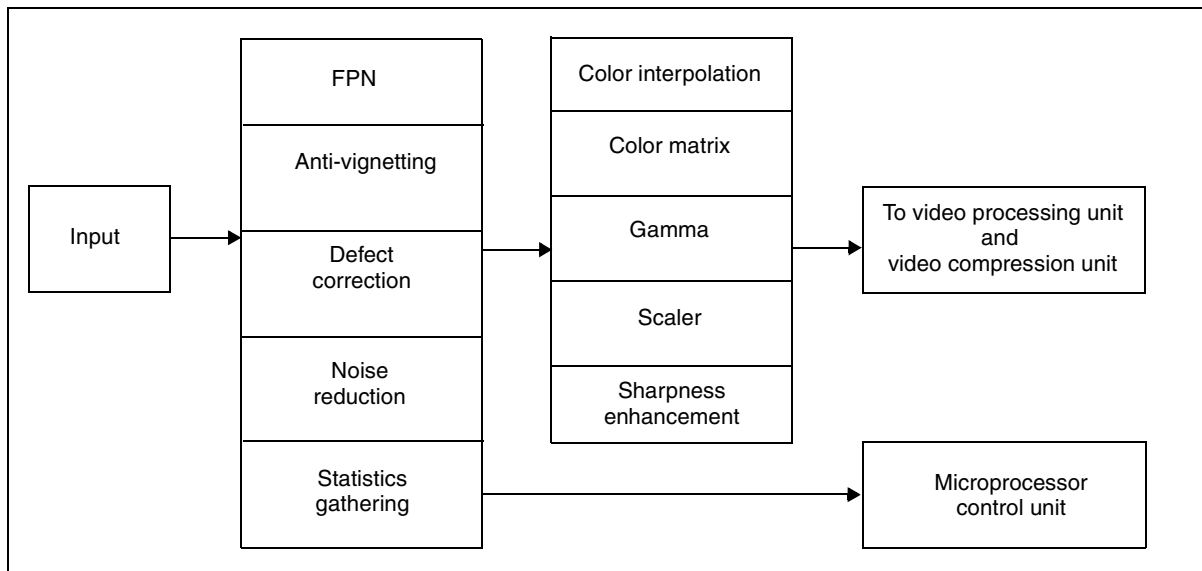 Input
FPN
Anti-vignetting
Defect
correction
Noise
reduction
Statistics
gathering
Color interpolation
Color matrix
Gamma
Scaler
Sharpness
enhancement
To video processing unit
and
video compression unit
Microprocessor
control unit